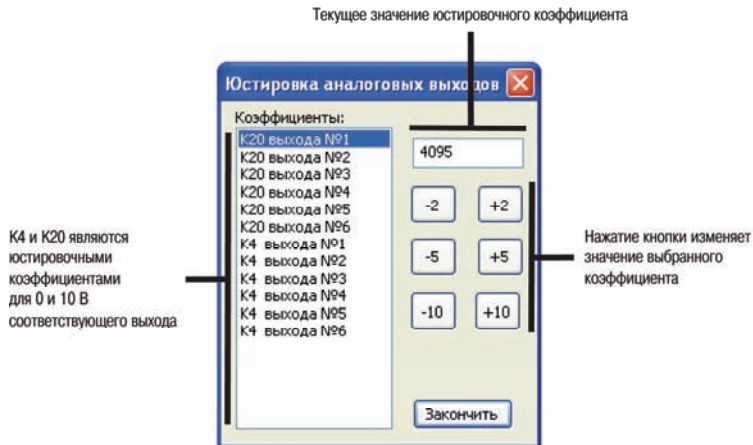 Текущее значение юстировочного коэффициента
Юстировка аналоговых выходов
Коэффициенты:
К20 выхода №1
К20 выхода №2
К20 выхода №3
К20 выхода №4
К20 выхода №5
К20 выхода №6
К4 выхода №1
К4 выхода №2
К4 выхода №3
К4 выхода №4
К4 выхода №5
К4 выхода №6
4095
-2 +2
-5 +5
-10 +10
Закончить
К4 и К20 являются
юстировочными
коэффициентами
для 0 и 10 В
соответствующего выхода
Нажатие кнопки изменяет
значение выбранного
коэффициента